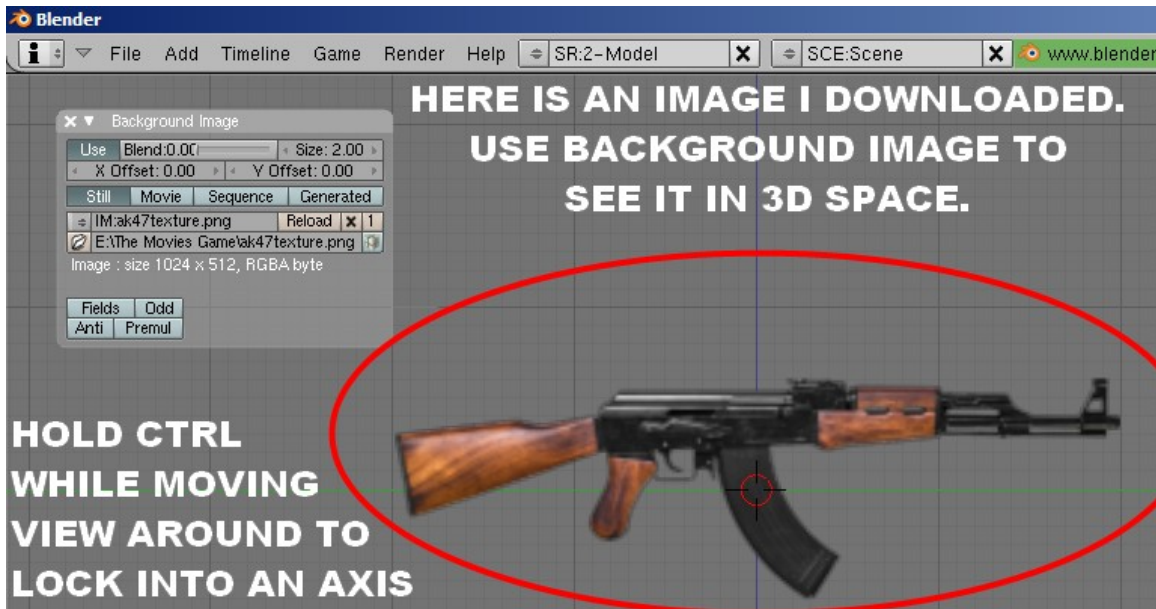 Blender
File Add Timeline Game Render Help SR:2-Model SCE:Scene www.blender
HERE IS AN IMAGE I DOWNLOADED.
USE BACKGROUND IMAGE TO
SEE IT IN 3D SPACE.
Background Image
Use Blend:0.00 Size: 2.00
X Offset: 0.00 Y Offset: 0.00
Still Movie Sequence Generated
IM:ak47texture.png Reload X 1
E:\The Movies Game\ak47texture.png
Image : size 1024 x 512, RGBA byte
Fields Odd
Anti Premul
HOLD CTRL
WHILE MOVING
VIEW AROUND TO
LOCK INTO AN AXIS